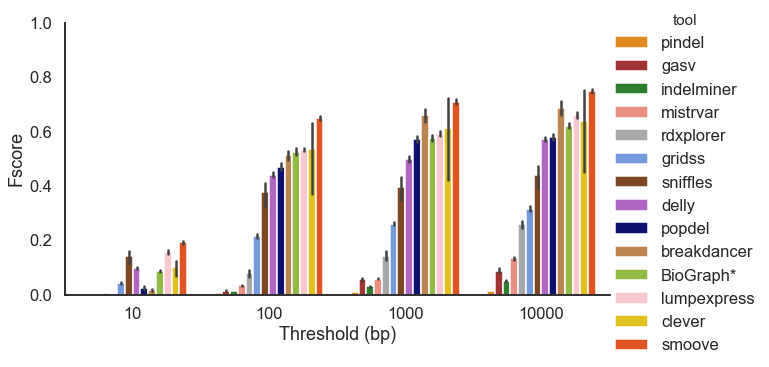 Fscore
1.0
0.8
0.6
0.4
0.2
0.0
10
100
1000
10000
Threshold (bp)
tool
pindel
gasv
indelminer
mistrvar
rdxplorer
gridss
sniffles
delly
popdel
breakdancer
BioGraph*
lumpexpress
clever
smoove